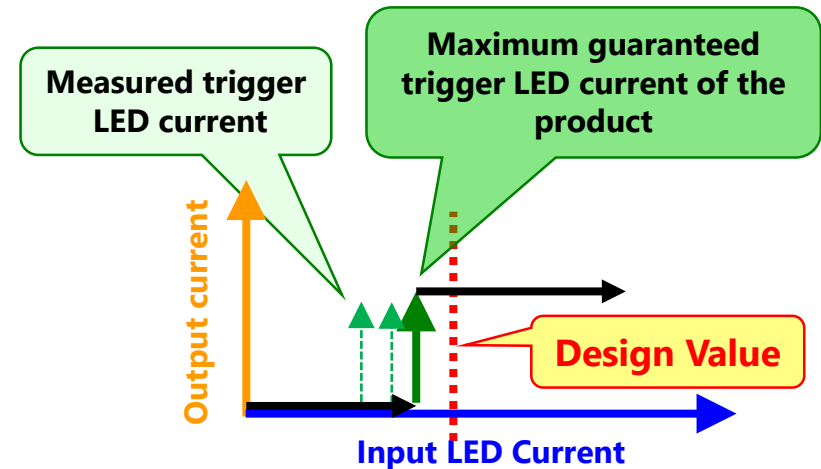 Measured trigger
LED current
Maximum guaranteed
trigger LED current of the
product
Output current
Design Value
Input LED Current